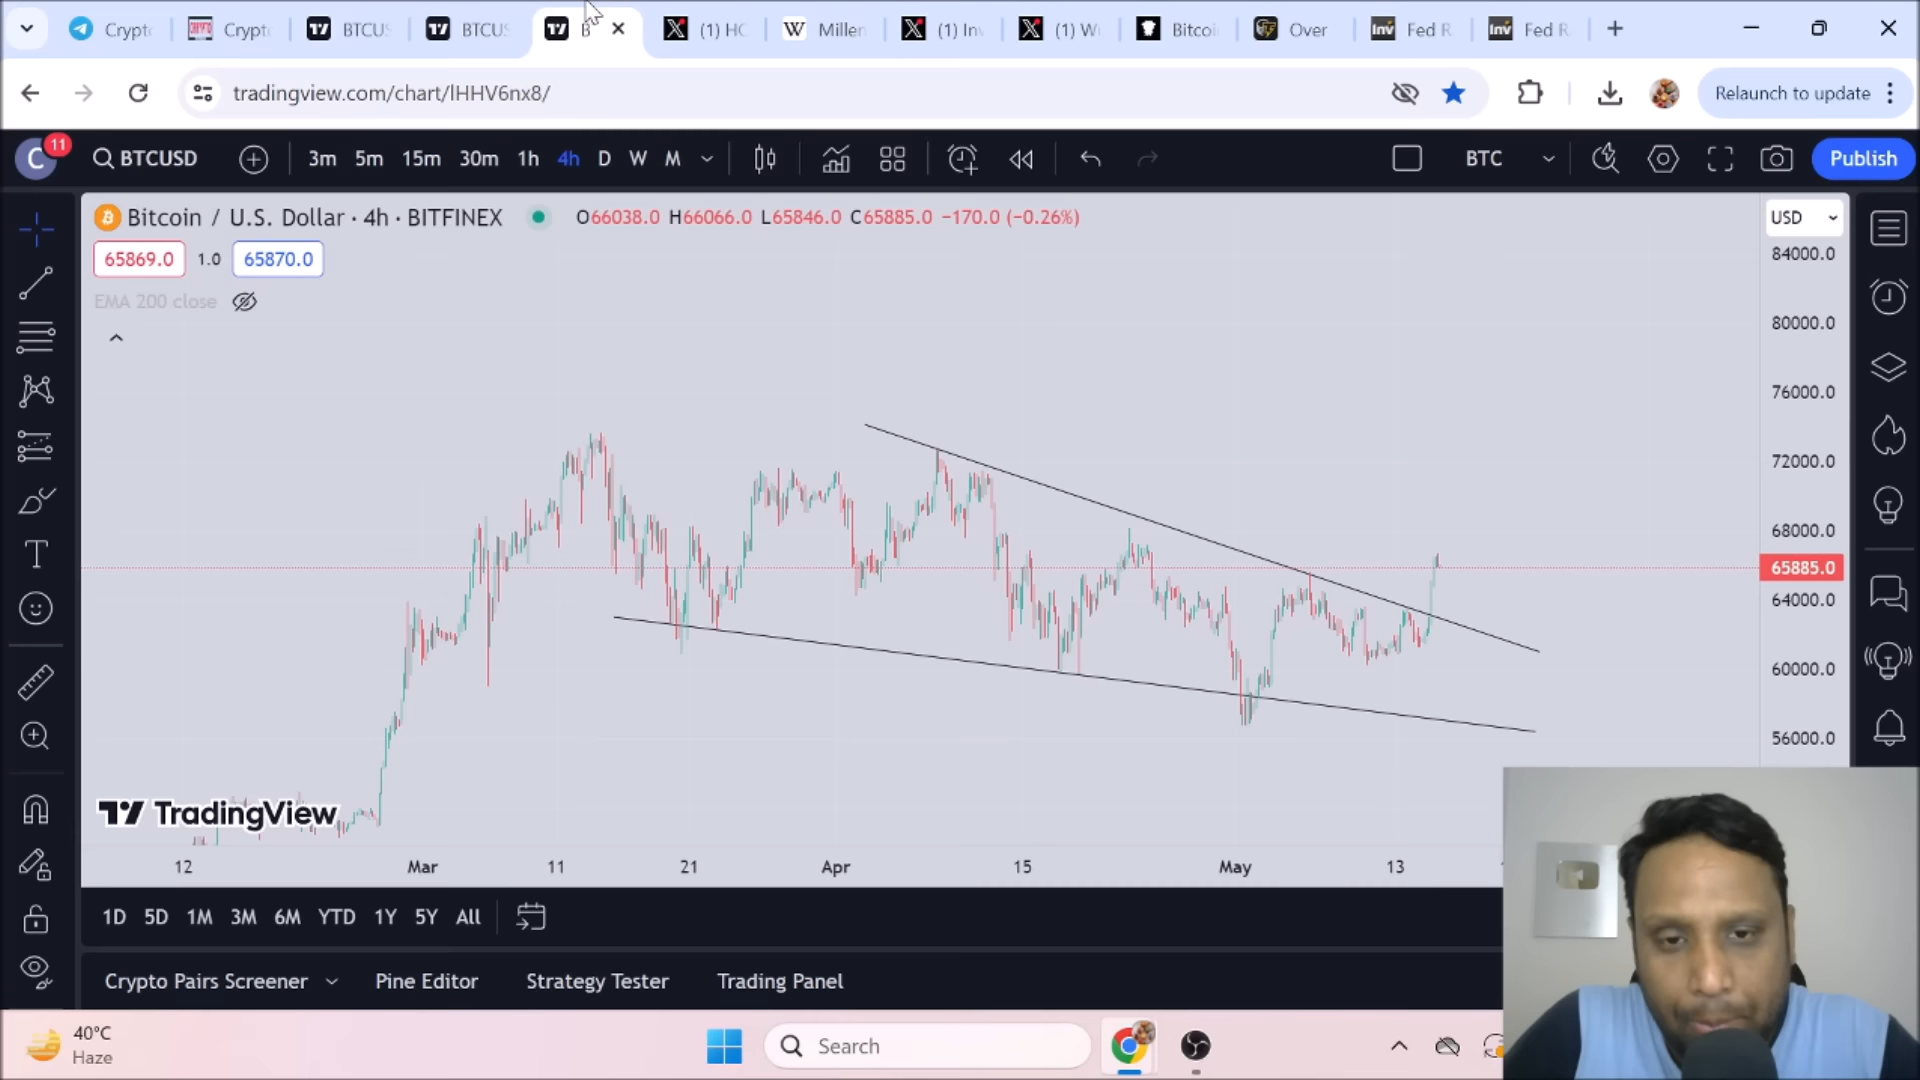 Crypt
Crypt
BTCUS
BTCUS
B
(1) HO
Miller
(1) In
(1) W
Bitcoi
Over
Fed R
Fed R
tradingview.com/chart/lHHV6nx8/
Relaunch to update
C
11
BTCUSD
3m 5m 15m 30m 1h 4h D W M
BTC
Publish
Bitcoin / U.S. Dollar · 4h · BITFINEX
O66038.0 H66066.0 L65846.0 C65885.0 −170.0 (−0.26%)
USD
65869.0 1.0 65870.0
EMA 200 close
84000.0
80000.0
76000.0
72000.0
68000.0
65885.0
64000.0
60000.0
56000.0
TradingView
12 Mar 11 21 Apr 15 May 13
1D 5D 1M 3M 6M YTD 1Y 5Y All
Crypto Pairs Screener Pine Editor Strategy Tester Trading Panel
40°C
Haze
Search